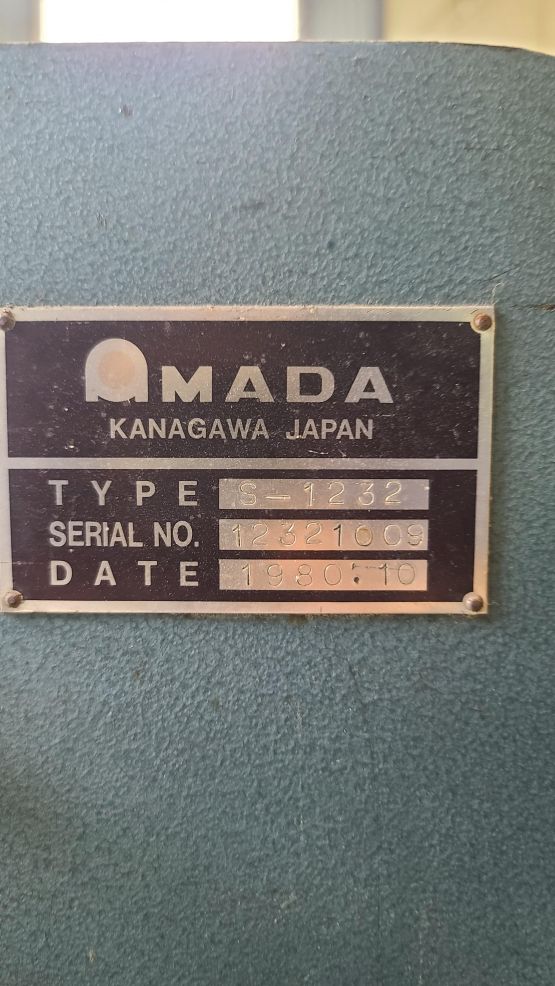 AMADA
KANAGAWA JAPAN
TYPE S-1232
SERIAL NO. 12321009
DATE 1980.10